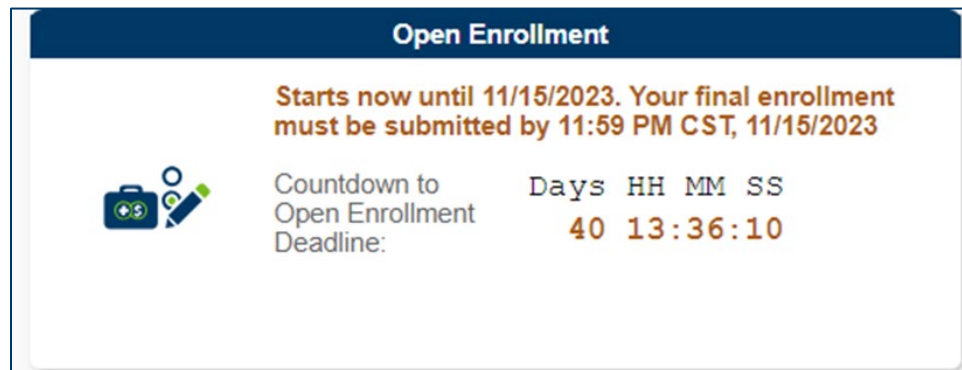 Open Enrollment
Starts now until 11/15/2023. Your final enrollment
must be submitted by 11:59 PM CST, 11/15/2023
Countdown to
Open Enrollment
Deadline:
Days HH MM SS
40 13:36:10